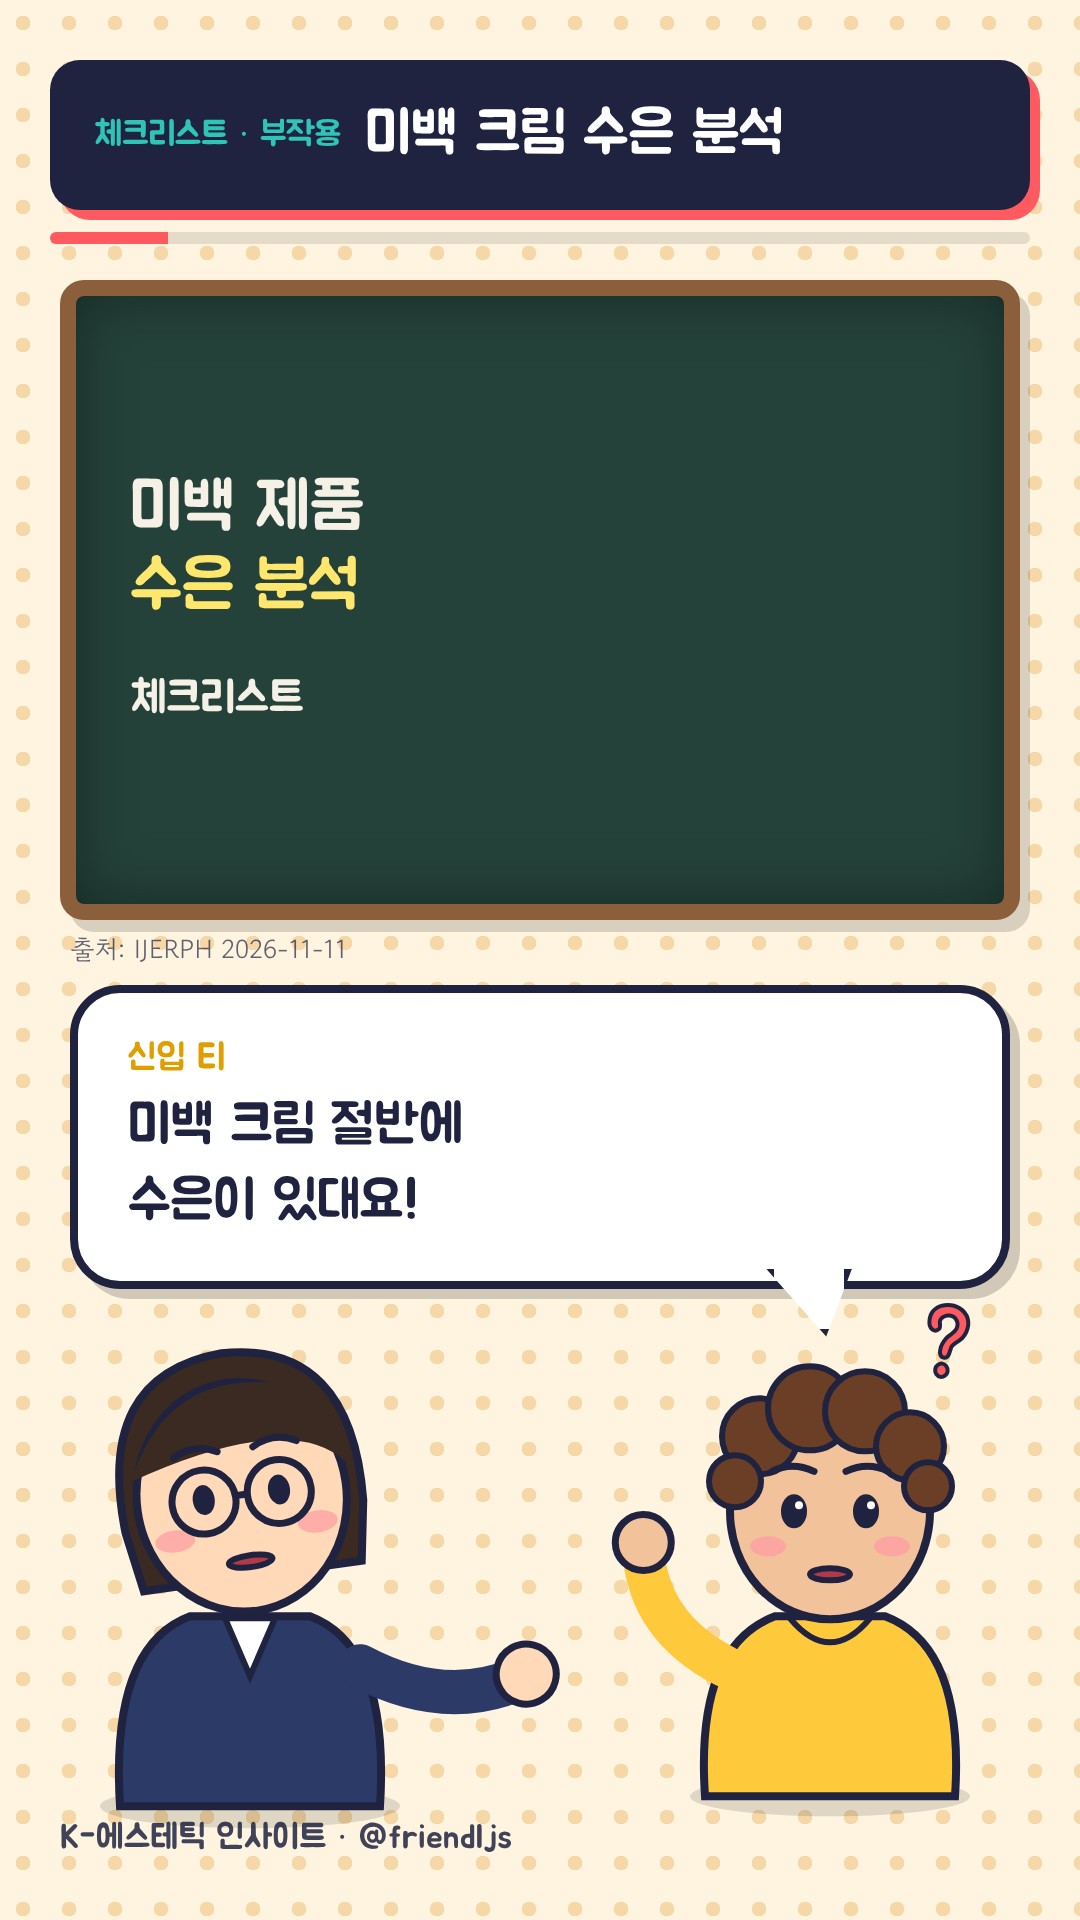 체크리스트 · 부작용 미백 크림 수은 분석
미백 제품
수은 분석
체크리스트
출처: IJERPH 2026-11-11
신입 티
미백 크림 절반에
수은이 있대요!
?
K-에스테틱 인사이트 · @friendljs